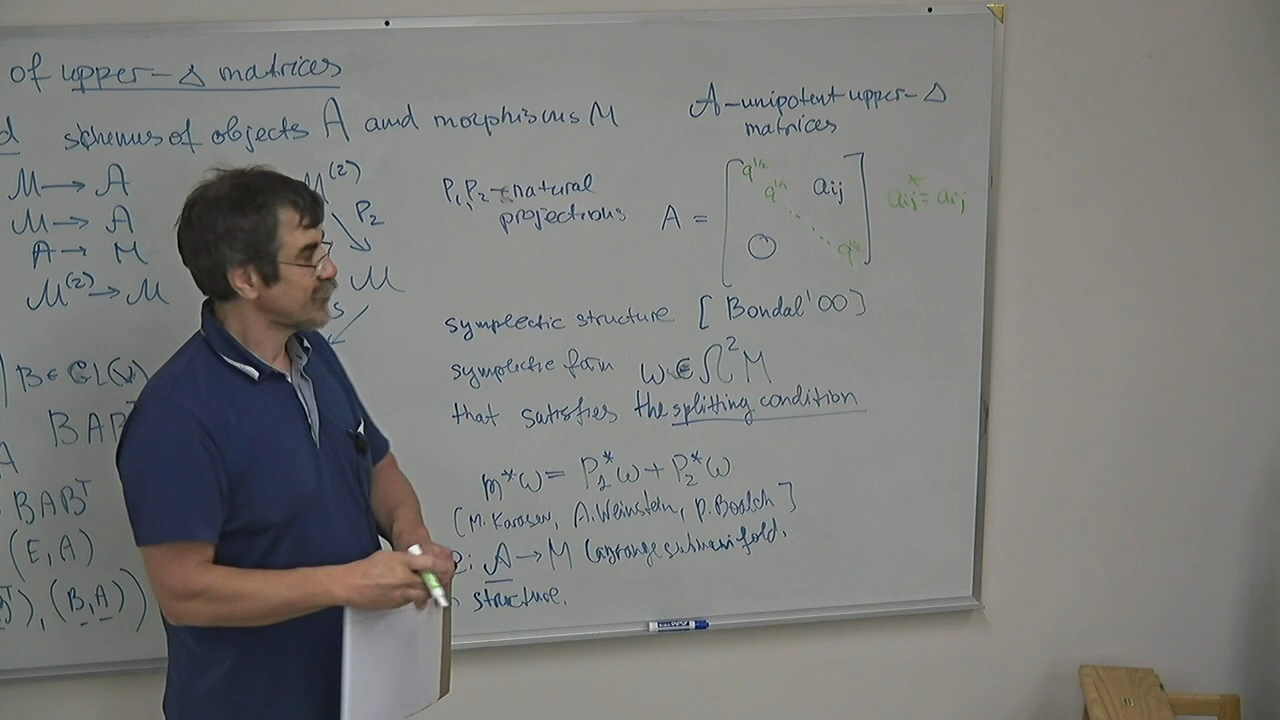 of upper-Δ matrices
schemes of objects A and morphisms M
M → A
M → A
A → M
M⁽²⁾ → M
M⁽²⁾
P₂
M
s
B ∈ GL(V)
BAB
A
BABᵀ
(E, A)
), (B, A))
A-unipotent upper-Δ
matrices
P₁, P₂ - natural
projections
A =
q^{1/2}
q^{1/2}
aij
O
q^{1/2}
aij* = aij
symplectic structure [Bondal'00]
symplectic form ω ∈ Ω²M
that satisfies the splitting condition
m*ω = P₁*ω + P₂*ω
[M. Karasev, A. Weinstein, P. Boalch]
e: A → M Lagrange submanifold.
structure.